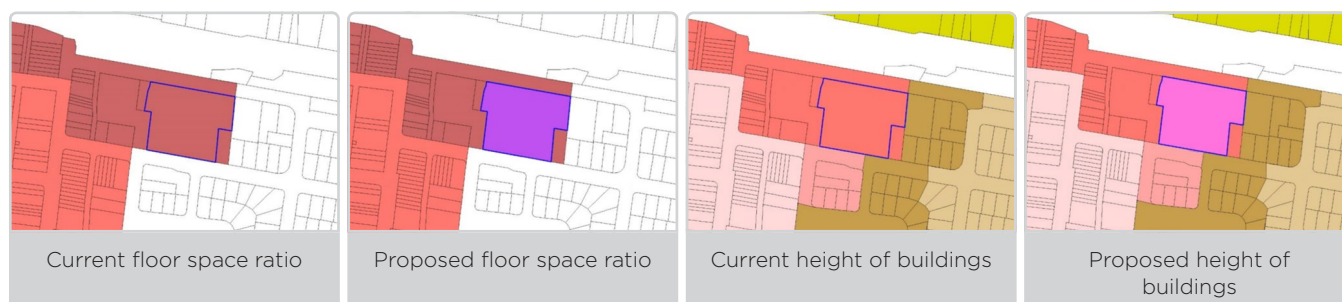 Current floor space ratio
Proposed floor space ratio
Current height of buildings
Proposed height of
buildings